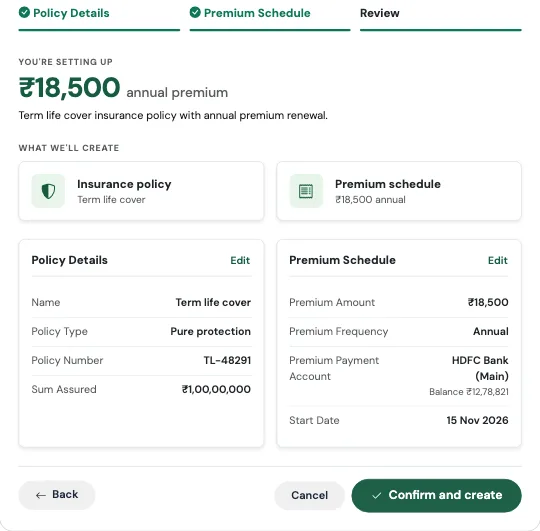 Policy Details
Premium Schedule
Review
YOU'RE SETTING UP
₹18,500 annual premium
Term life cover insurance policy with annual premium renewal.
WHAT WE'LL CREATE
Insurance policy
Term life cover
Premium schedule
₹18,500 annual
Policy Details Edit
Name Term life cover
Policy Type Pure protection
Policy Number TL-48291
Sum Assured ₹1,00,00,000
Premium Schedule Edit
Premium Amount ₹18,500
Premium Frequency Annual
Premium Payment Account HDFC Bank (Main)
Balance ₹12,78,821
Start Date 15 Nov 2026
← Back
Cancel
Confirm and create